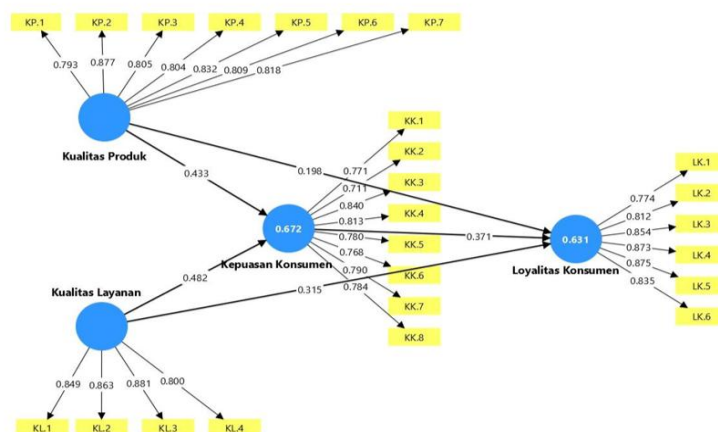 KP.1
KP.2
KP.3
KP.4
KP.5
KP.6
KP.7
0.793
0.877
0.805
0.804
0.832
0.809
0.818
Kualitas Produk
0.433
0.198
KK.1
KK.2
KK.3
KK.4
KK.5
KK.6
KK.7
KK.8
0.771
0.711
0.840
0.813
0.780
0.768
0.790
0.784
0.672
Kepuasan Konsumen
0.371
0.482
0.315
LK.1
LK.2
LK.3
LK.4
LK.5
LK.6
0.774
0.812
0.854
0.873
0.875
0.835
0.631
Loyalitas Konsumen
Kualitas Layanan
0.849
0.863
0.881
0.800
KL.1
KL.2
KL.3
KL.4